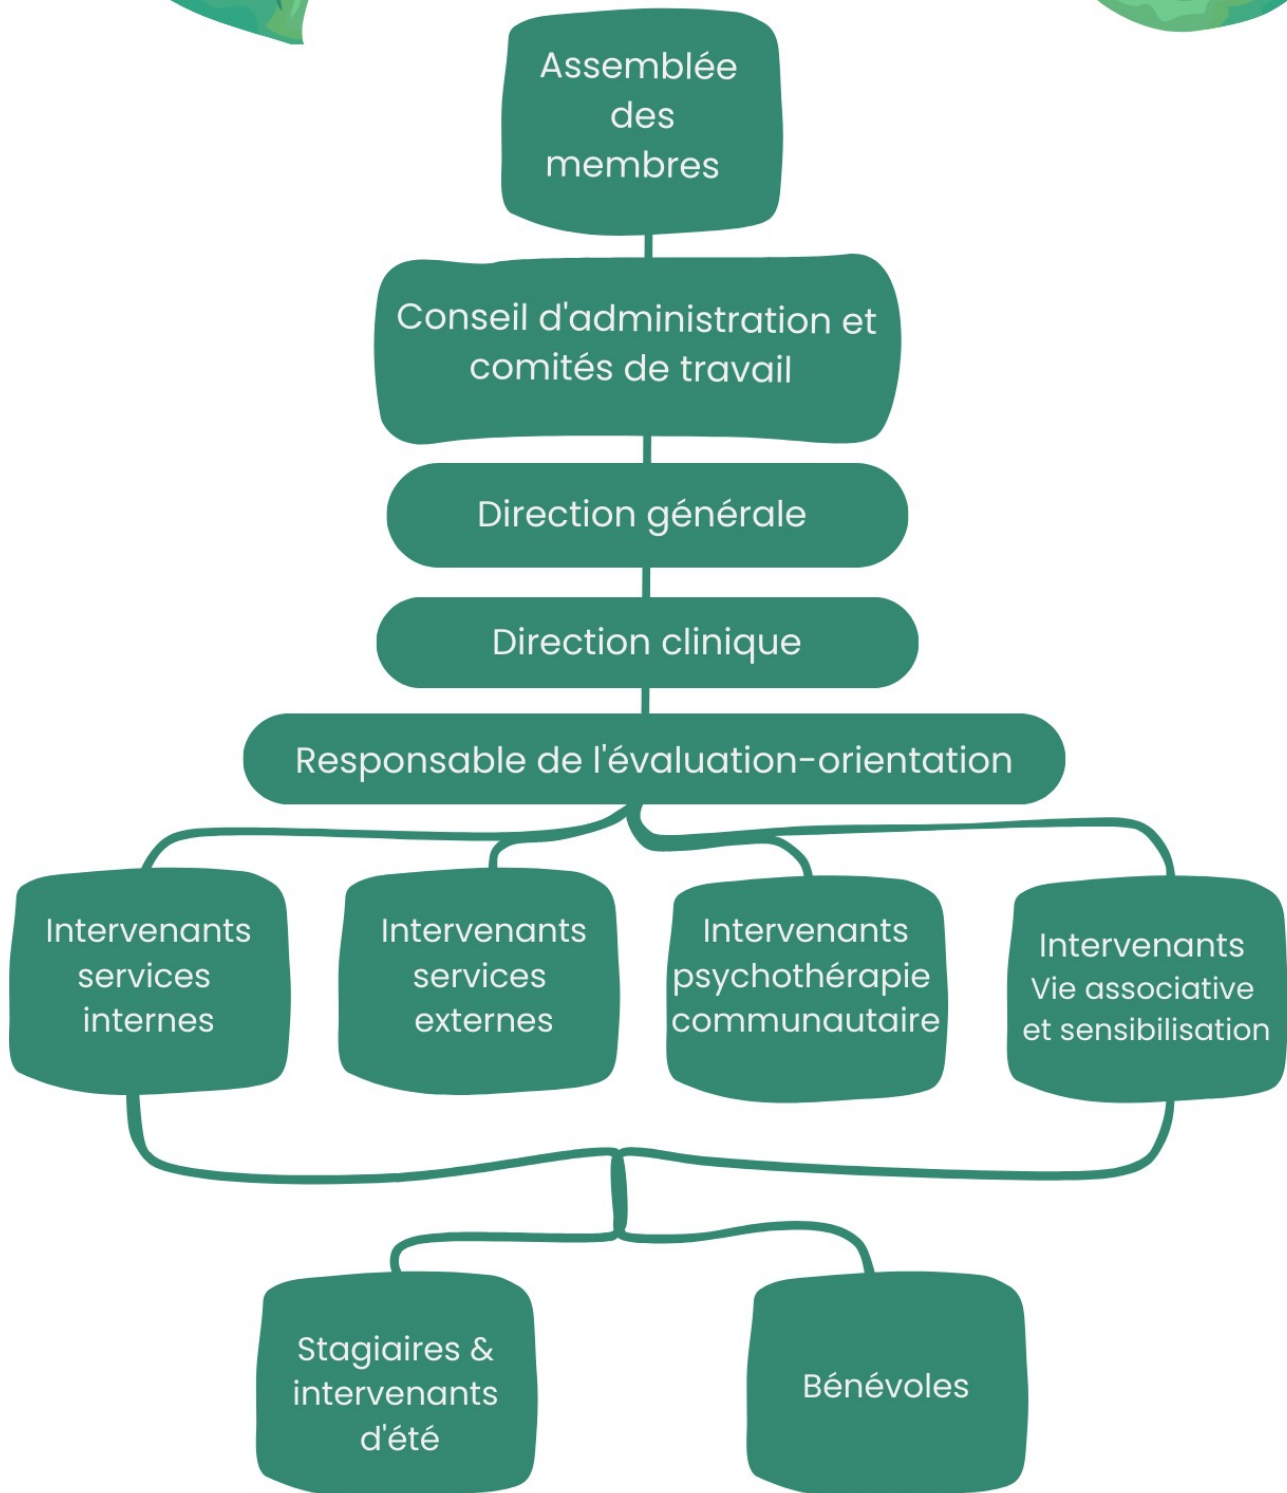 Assemblée
des
membres
Conseil d'administration et
comités de travail
Direction générale
Direction clinique
Responsable de l'évaluation-orientation
Intervenants
services
internes
Intervenants
services
externes
Intervenants
psychothérapie
communautaire
Intervenants
Vie associative
et sensibilisation
Stagiaires &
intervenants
d'été
Bénévoles